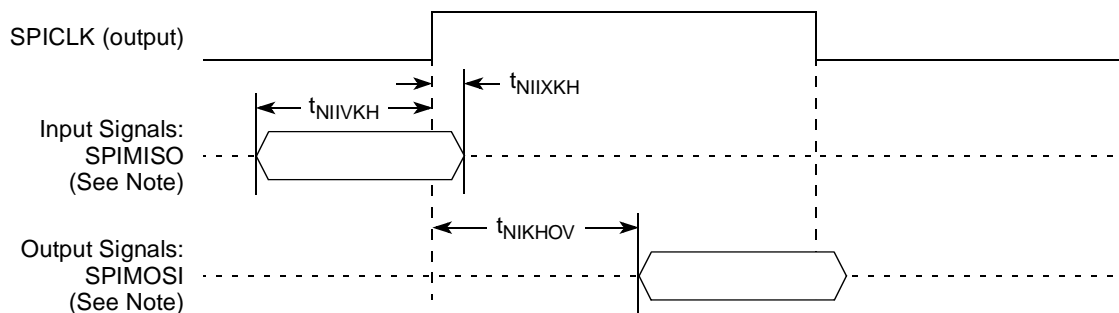 SPICLK (output)
tNIIXKH
tNIIVKH
Input Signals:
SPIMISO
(See Note)
tNIKHOV
Output Signals:
SPIMOSI
(See Note)